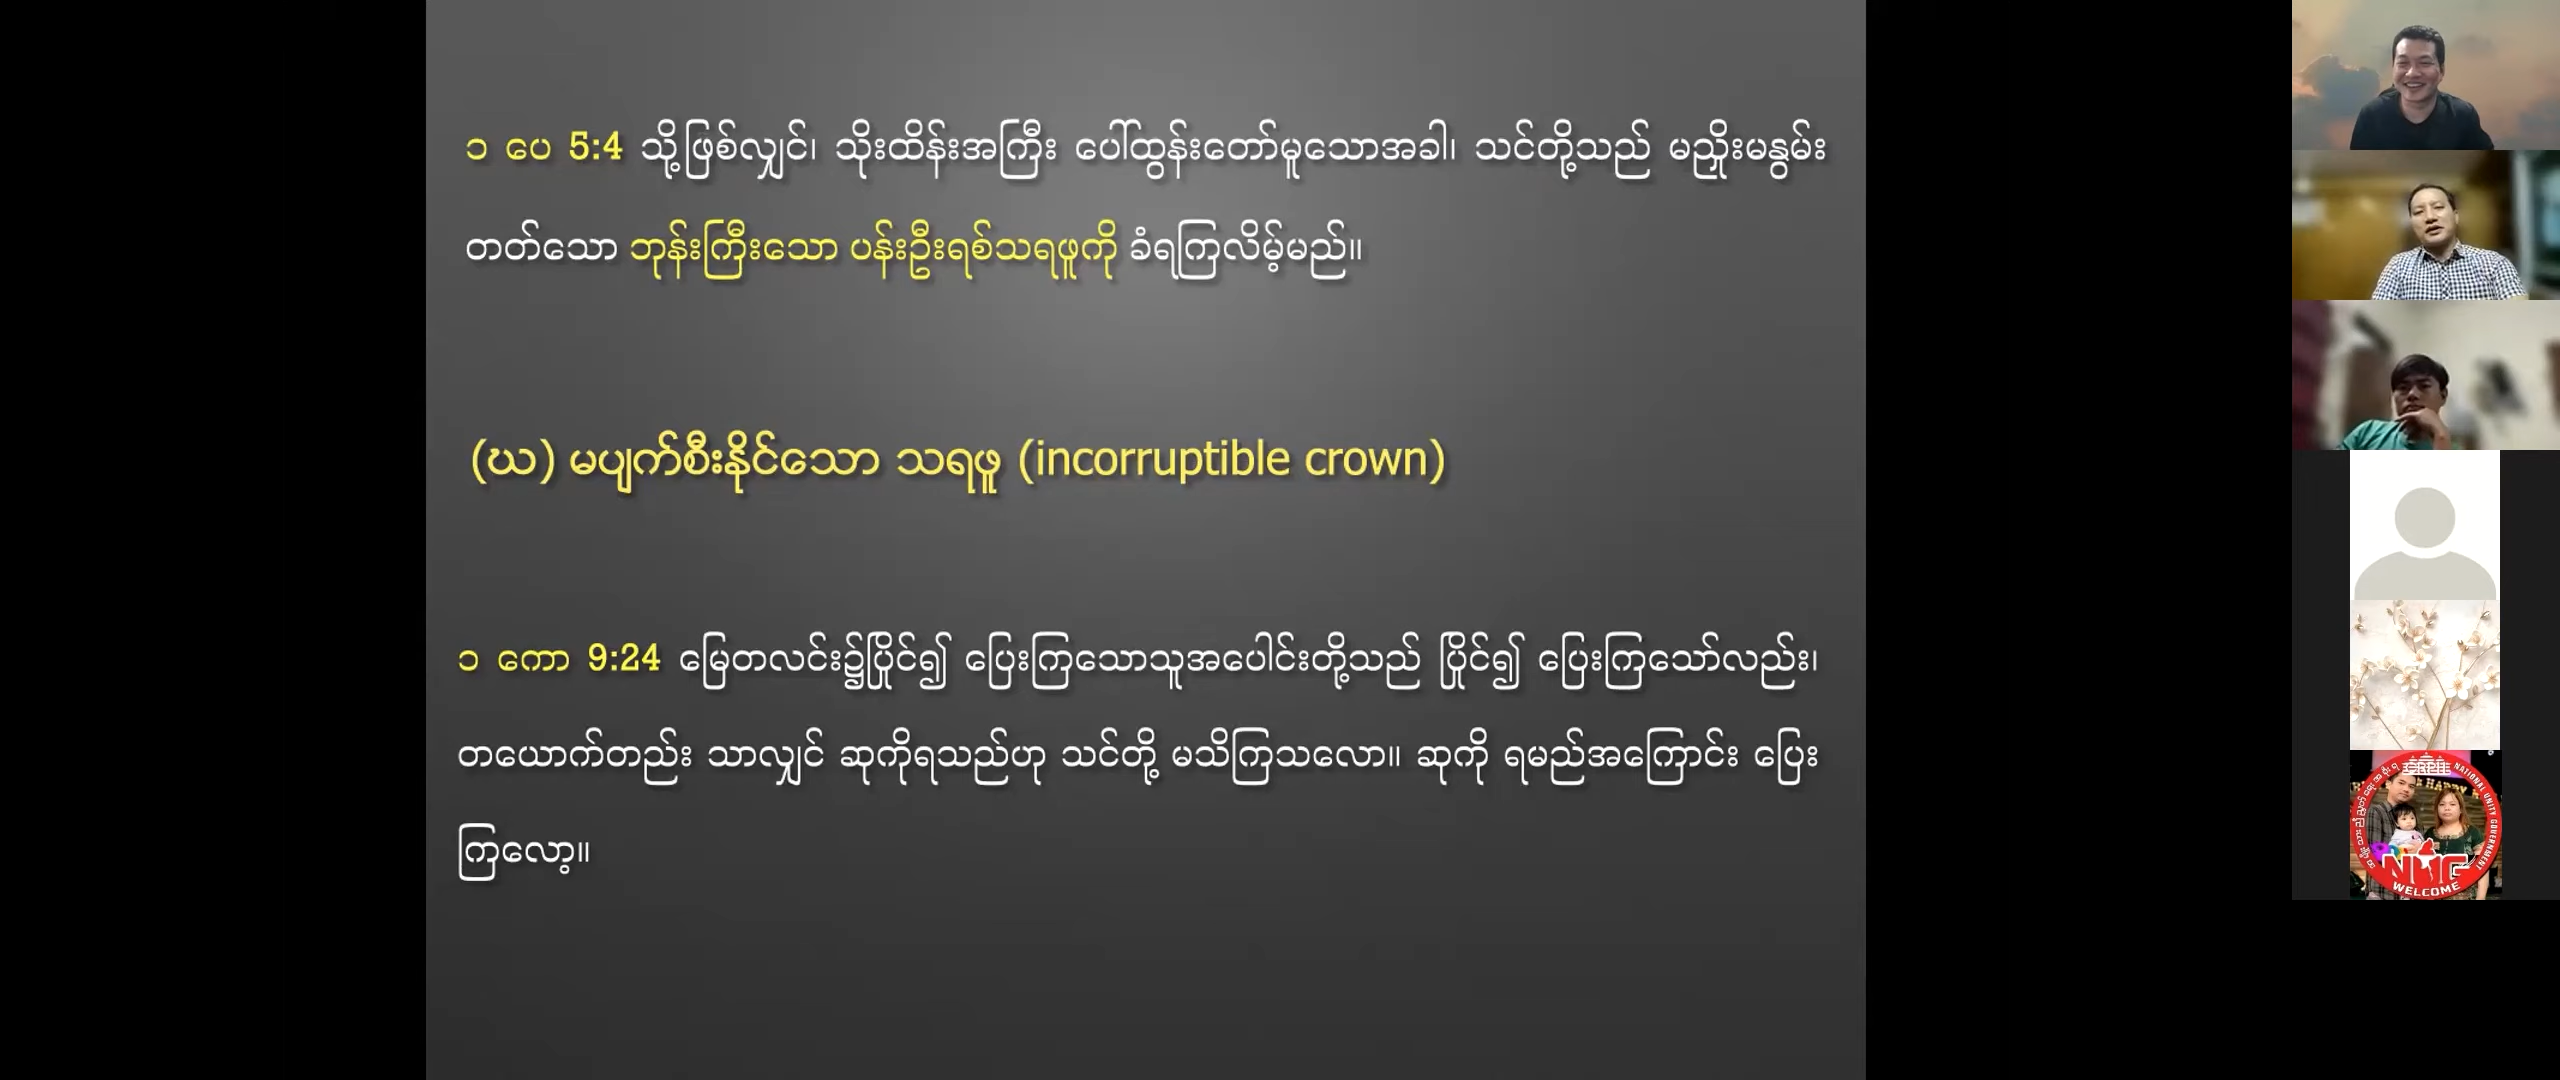 ၁ ပေ 5:4 သို့ဖြစ်လျှင်၊ သိုးထိန်းအကြီး ပေါ်ထွန်းတော်မူသောအခါ၊ သင်တို့သည် မညှိုးမနွမ်း
တတ်သော ဘုန်းကြီးသော ပန်းဦးရစ်သရဖူကို ခံရကြလိမ့်မည်။
(ဃ) မပျက်စီးနိုင်သော သရဖူ (incorruptible crown)
၁ ကော 9:24 မြေတလင်း၌ပြိုင်၍ ပြေးကြသောသူအပေါင်းတို့သည် ပြိုင်၍ ပြေးကြသော်လည်း၊
တယောက်တည်း သာလျှင် ဆုကိုရသည်ဟု သင်တို့ မသိကြသလော။ ဆုကို ရမည်အကြောင်း ပြေး
ကြလော့။
CRPH NATIONAL UNITY GOVERNMENT
NUG
WELCOME